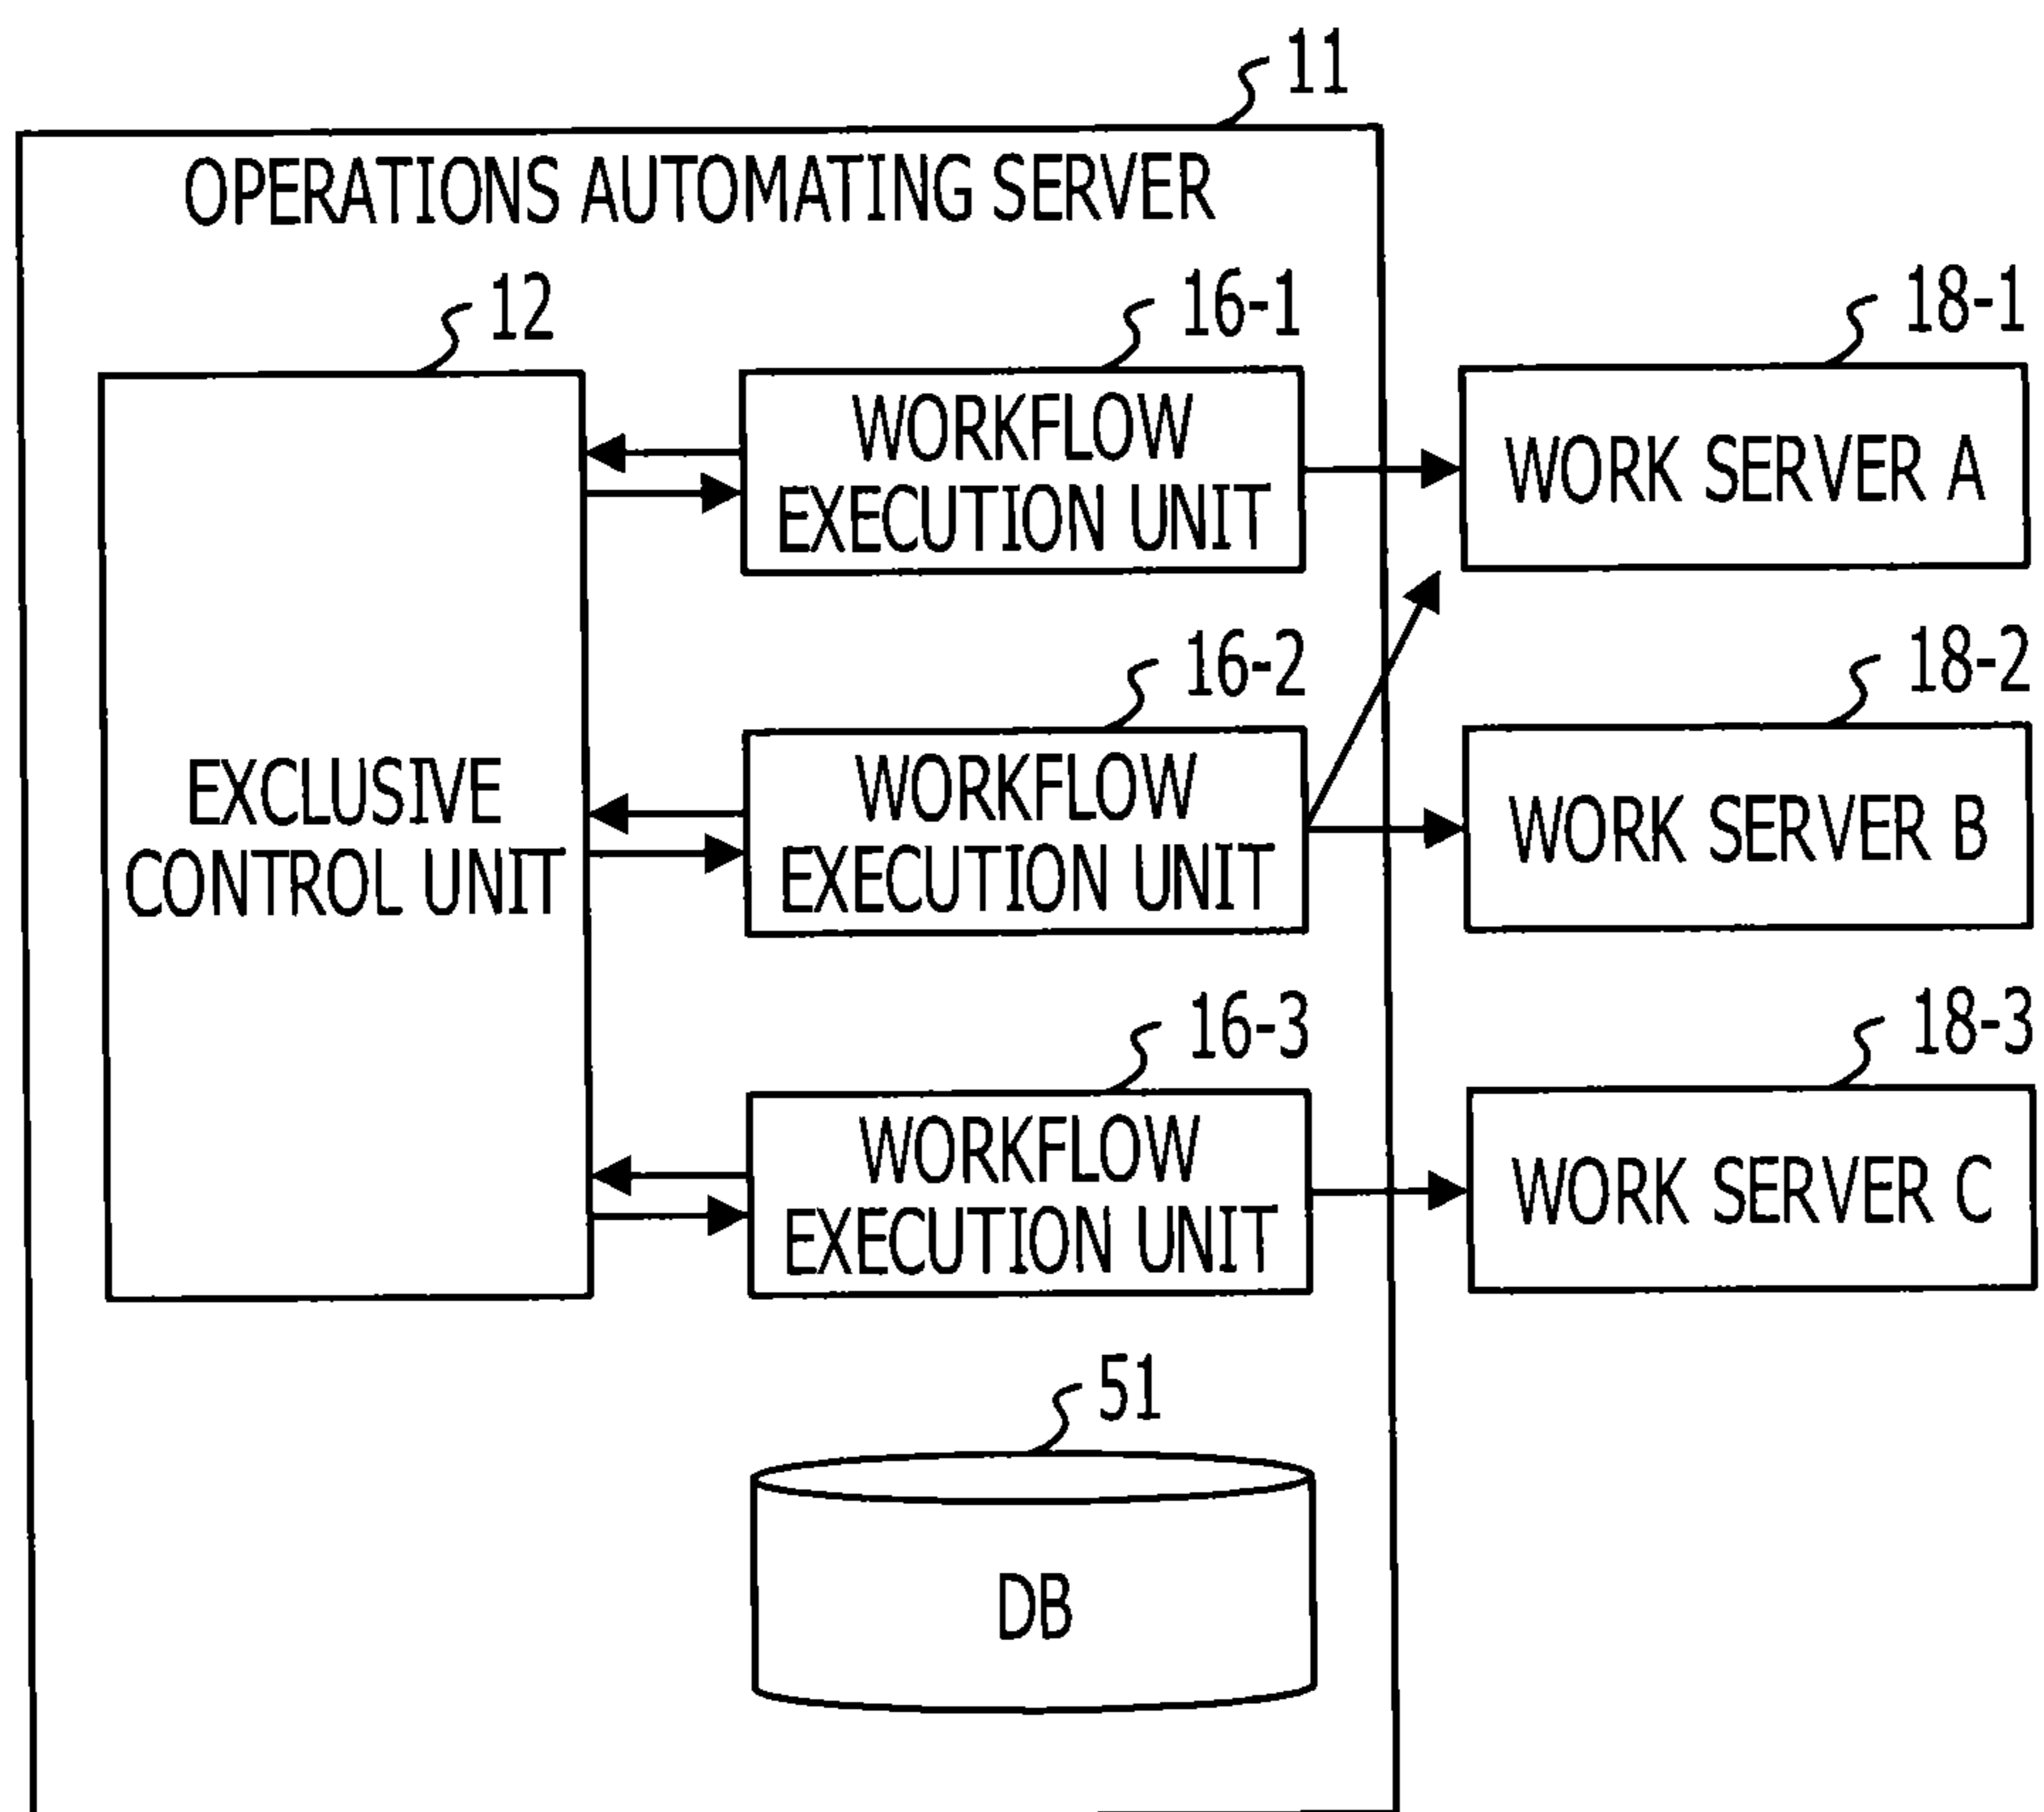 11
OPERATIONS AUTOMATING SERVER
12
16-1
18-1
WORKFLOW
EXECUTION UNIT
WORK SERVER A
16-2
18-2
EXCLUSIVE
CONTROL UNIT
WORKFLOW
EXECUTION UNIT
WORK SERVER B
16-3
18-3
WORKFLOW
EXECUTION UNIT
WORK SERVER C
51
DB